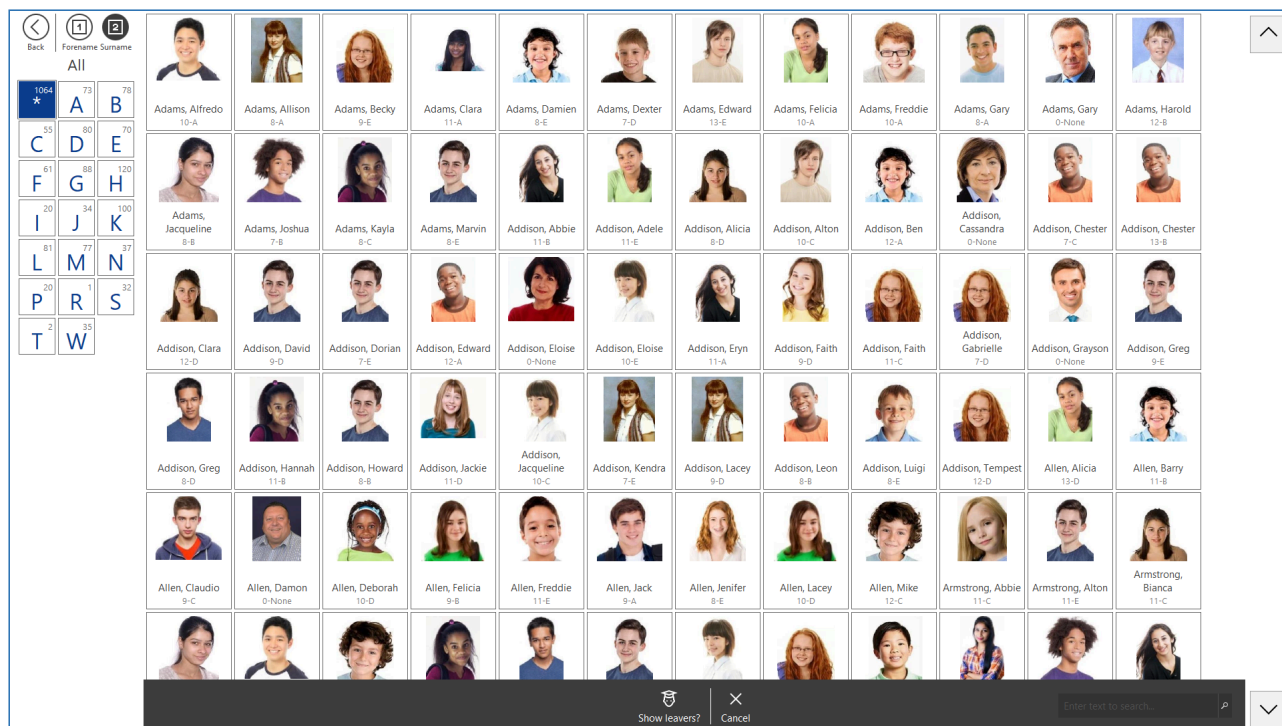 Back
Forename Surname
All
1064 73 78
* A B
55 80 70
C D E
61 88 120
F G H
20 34 100
I J K
81 77 37
L M N
20 1 32
P R S
2 35
T W
Adams, Alfredo Adams, Allison Adams, Becky Adams, Clara Adams, Damien Adams, Dexter Adams, Edward Adams, Felicia Adams, Freddie Adams, Gary Adams, Gary Adams, Harold
10-A 8-A 9-E 11-A 8-E 7-D 13-E 10-A 10-A 8-A 0-None 12-B
Adams, Addison,
Jacqueline Adams, Joshua Adams, Kayla Adams, Marvin Addison, Abbie Addison, Adele Addison, Alicia Addison, Alton Addison, Ben Cassandra Addison, Chester Addison, Chester
8-B 7-B 8-C 8-E 11-B 11-E 8-D 10-C 12-A 0-None 7-C 13-B
Addison,
Addison, Clara Addison, David Addison, Dorian Addison, Edward Addison, Eloise Addison, Eloise Addison, Eryn Addison, Faith Addison, Faith Gabrielle Addison, Grayson Addison, Greg
12-D 9-D 7-E 12-A 0-None 10-E 11-A 9-D 11-C 7-D 0-None 9-E
Addison,
Addison, Greg Addison, Hannah Addison, Howard Addison, Jackie Jacqueline Addison, Kendra Addison, Lacey Addison, Leon Addison, Luigi Addison, Tempest Allen, Alicia Allen, Barry
8-D 11-B 8-B 11-D 10-C 7-E 9-D 8-B 8-E 12-D 13-D 11-B
Armstrong,
Allen, Claudio Allen, Damon Allen, Deborah Allen, Felicia Allen, Freddie Allen, Jack Allen, Jenifer Allen, Lacey Allen, Mike Armstrong, Abbie Armstrong, Alton Bianca
9-C 0-None 10-D 9-B 11-E 9-A 8-E 10-D 12-C 11-C 11-E 11-C
Show leavers? Cancel
Enter text to search...